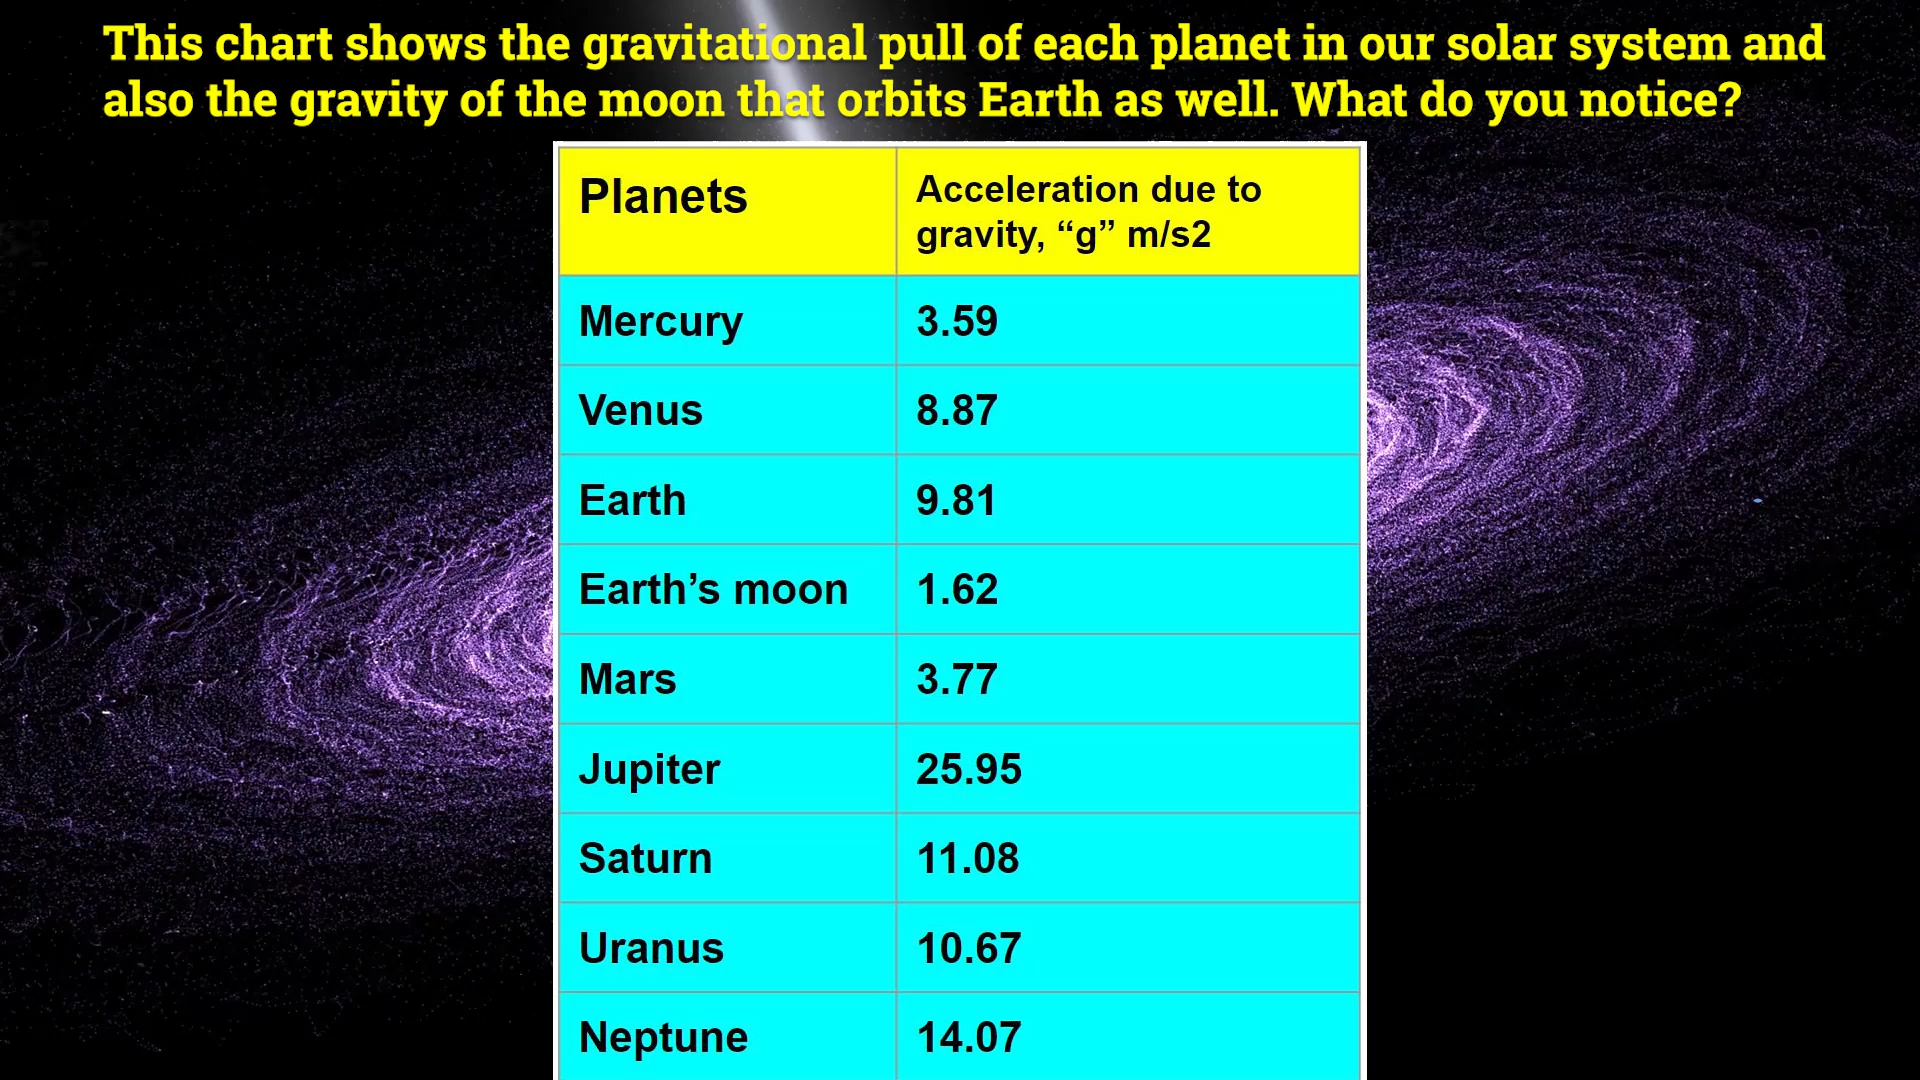 This chart shows the gravitational pull of each planet in our solar system and
also the gravity of the moon that orbits Earth as well. What do you notice?
Planets
Acceleration due to
gravity, “g” m/s2
Mercury 3.59
Venus 8.87
Earth 9.81
Earth’s moon 1.62
Mars 3.77
Jupiter 25.95
Saturn 11.08
Uranus 10.67
Neptune 14.07